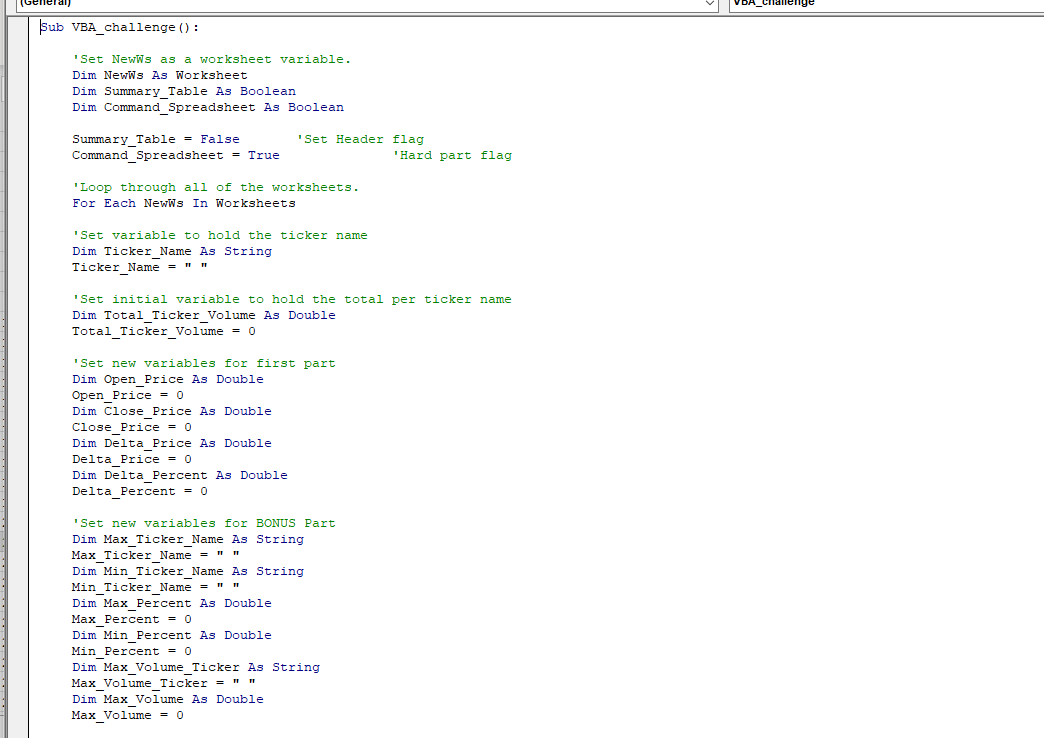 (General)
VBA_challenge
Sub VBA_challenge():
'Set NewWs as a worksheet variable.
Dim NewWs As Worksheet
Dim Summary_Table As Boolean
Dim Command_Spreadsheet As Boolean
Summary_Table = False 'Set Header flag
Command_Spreadsheet = True 'Hard part flag
'Loop through all of the worksheets.
For Each NewWs In Worksheets
'Set variable to hold the ticker name
Dim Ticker_Name As String
Ticker_Name = " "
'Set initial variable to hold the total per ticker name
Dim Total_Ticker_Volume As Double
Total_Ticker_Volume = 0
'Set new variables for first part
Dim Open_Price As Double
Open_Price = 0
Dim Close_Price As Double
Close_Price = 0
Dim Delta_Price As Double
Delta_Price = 0
Dim Delta_Percent As Double
Delta_Percent = 0
'Set new variables for BONUS Part
Dim Max_Ticker_Name As String
Max_Ticker_Name = " "
Dim Min_Ticker_Name As String
Min_Ticker_Name = " "
Dim Max_Percent As Double
Max_Percent = 0
Dim Min_Percent As Double
Min_Percent = 0
Dim Max_Volume_Ticker As String
Max_Volume_Ticker = " "
Dim Max_Volume As Double
Max_Volume = 0